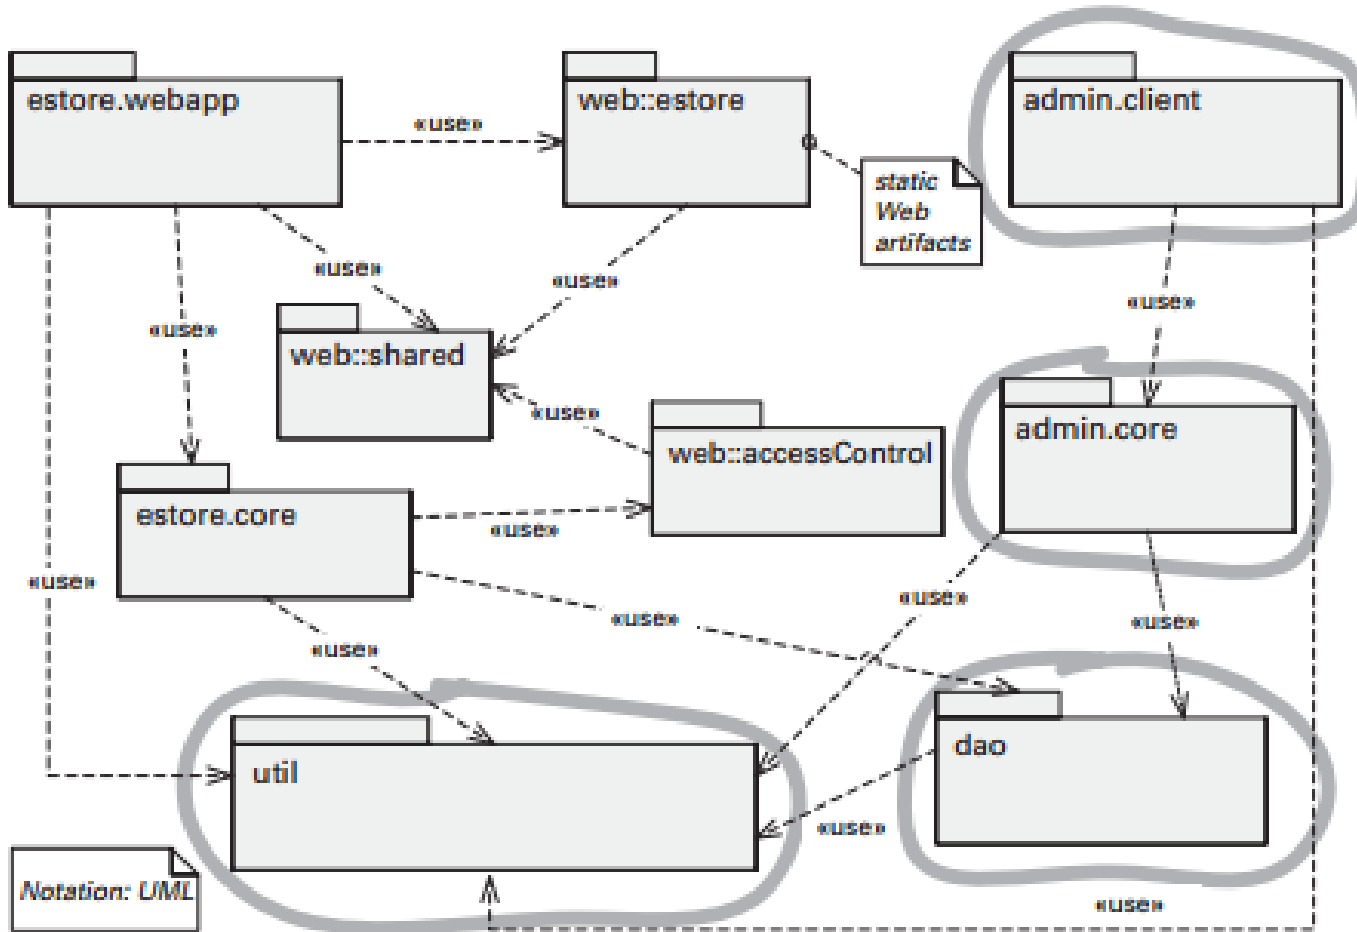 estore.webapp
web::estore
admin.client
«use»
static
Web
artifacts
«use»
«use»
«use»
«use»
web::shared
«use»
web::accessControl
admin.core
estore.core
«use»
«use»
«use»
«use»
«use»
«use»
util
dao
«use»
Notation: UML
«use»